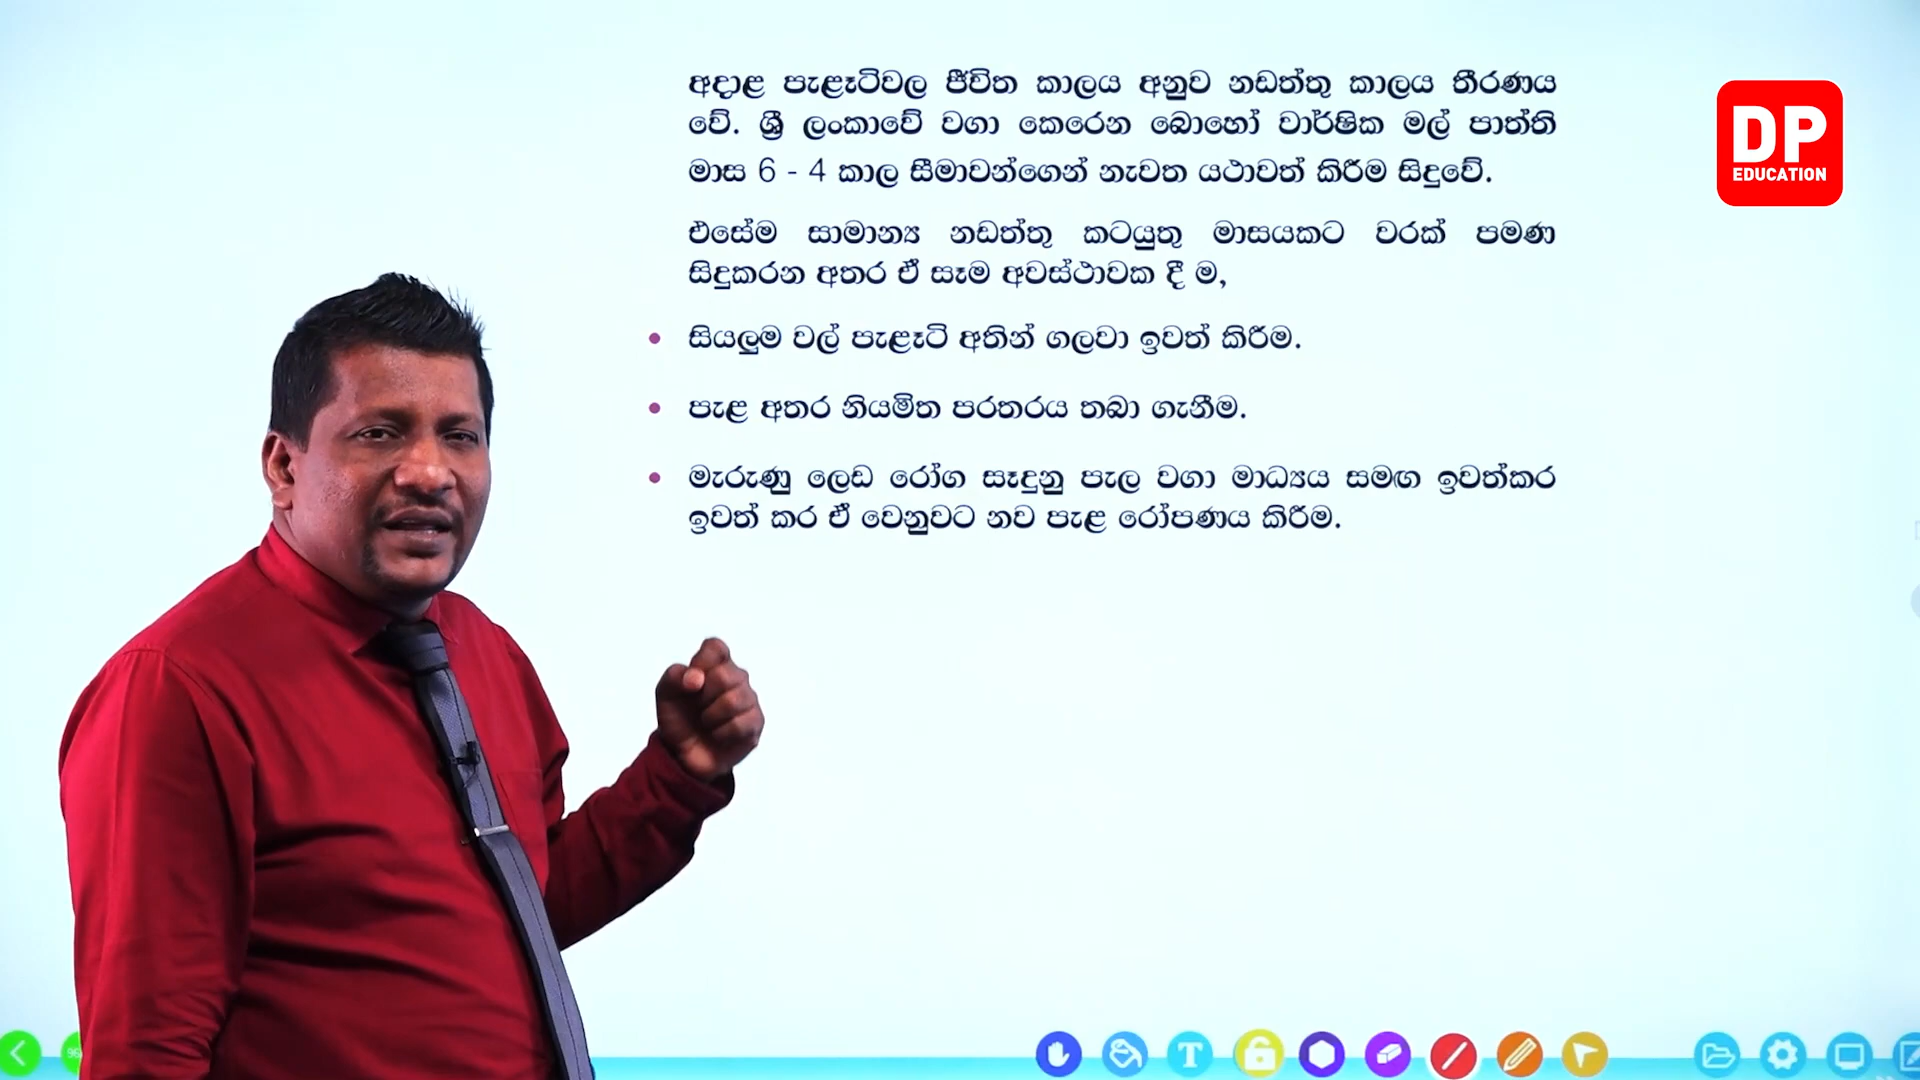 අදාළ පැළෑටිවල ජීවිත කාලය අනුව නඩත්තු කාලය තීරණය
වේ. ශ්‍රී ලංකාවේ වගා කෙරෙන බොහෝ වාර්ෂික මල් පාත්ති
මාස 6 - 4 කාල සීමාවන්ගෙන් නැවත යථාවත් කිරීම සිදුවේ.
එසේම සාමාන්‍ය නඩත්තු කටයුතු මාසයකට වරක් පමණ
සිදුකරන අතර ඒ සෑම අවස්ථාවක දී ම,
• සියලුම වල් පැළෑටි අතින් ගලවා ඉවත් කිරීම.
• පැළ අතර නියමිත පරතරය තබා ගැනීම.
• මැරුණු ලෙඩ රෝග සෑදුනු පැල වගා මාධ්‍යය සමඟ ඉවත්කර
ඉවත් කර ඒ වෙනුවට නව පැළ රෝපණය කිරීම.
DP
EDUCATION